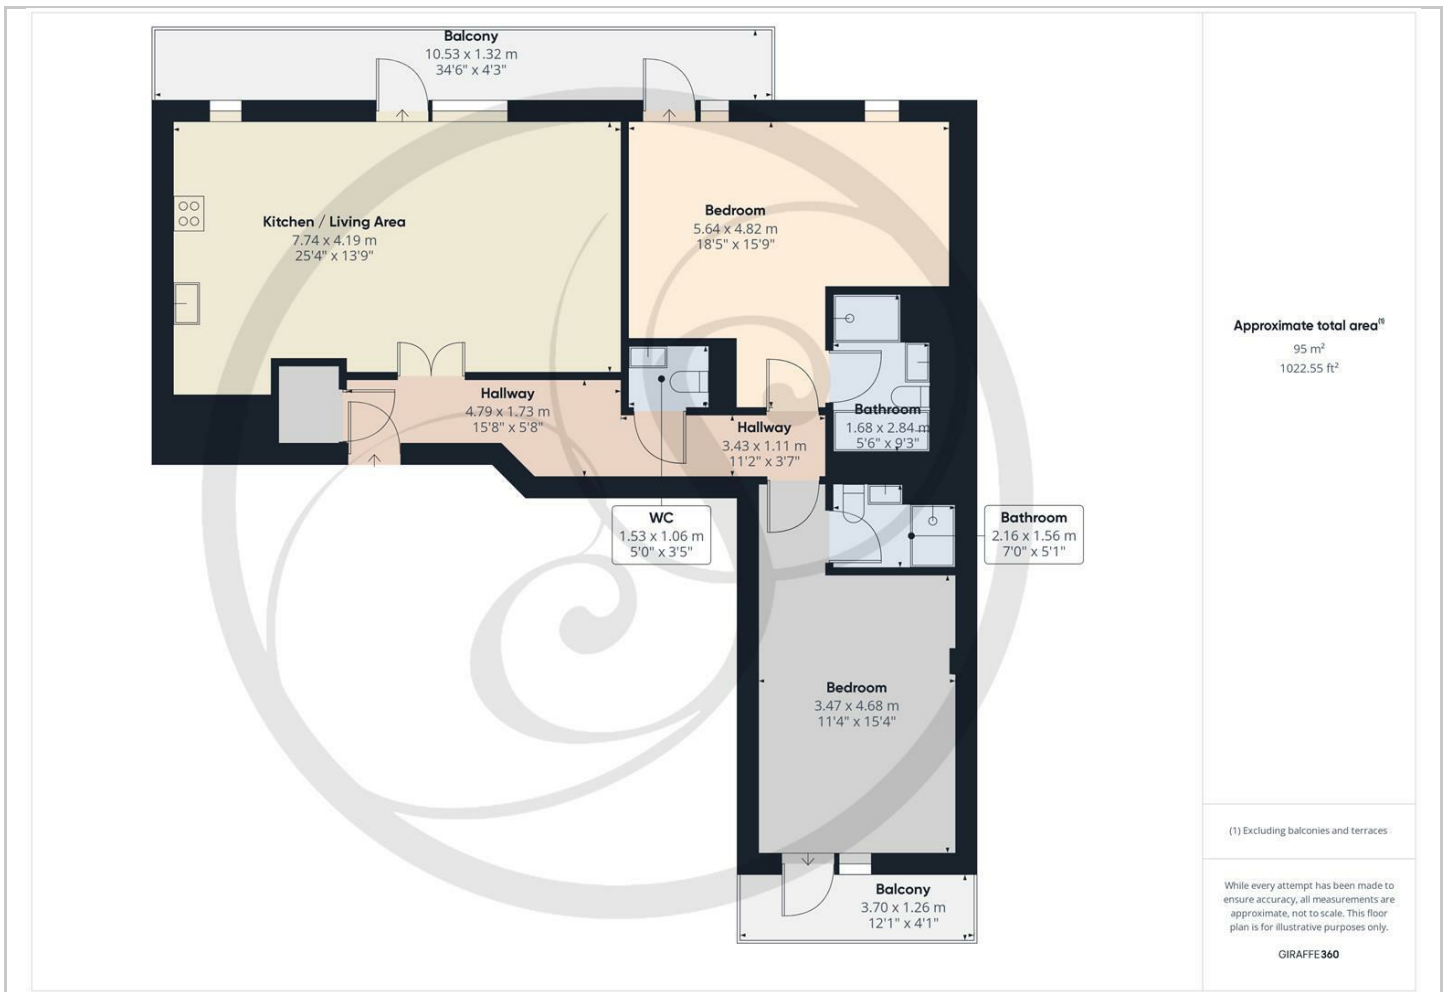 Balcony
10.53 x 1.32 m
34'6" x 4'3"
Kitchen / Living Area
7.74 x 4.19 m
25'4" x 13'9"
Bedroom
5.64 x 4.82 m
18'5" x 15'9"
Hallway
4.79 x 1.73 m
15'8" x 5'8"
Hallway
3.43 x 1.11 m
11'2" x 3'7"
Bathroom
1.68 x 2.84 m
5'6" x 9'3"
WC
1.53 x 1.06 m
5'0" x 3'5"
Bathroom
2.16 x 1.56 m
7'0" x 5'1"
Bedroom
3.47 x 4.68 m
11'4" x 15'4"
Balcony
3.70 x 1.26 m
12'1" x 4'1"
Approximate total area⁽¹⁾
95 m²
1022.55 ft²
(1) Excluding balconies and terraces
While every attempt has been made to
ensure accuracy, all measurements are
approximate, not to scale. This floor
plan is for illustrative purposes only.
GIRAFFE360